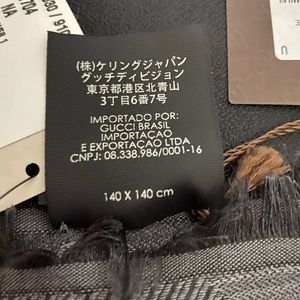 (株)ケリングジャパン
グッチディビジョン
東京都港区北青山
3丁目6番7号
IMPORTADO POR:
GUCCI BRASIL
IMPORTAÇÃO
E EXPORTAÇÃO LTDA
CNPJ: 08.338.986/0001-16
140 X 140 cm
NA
U